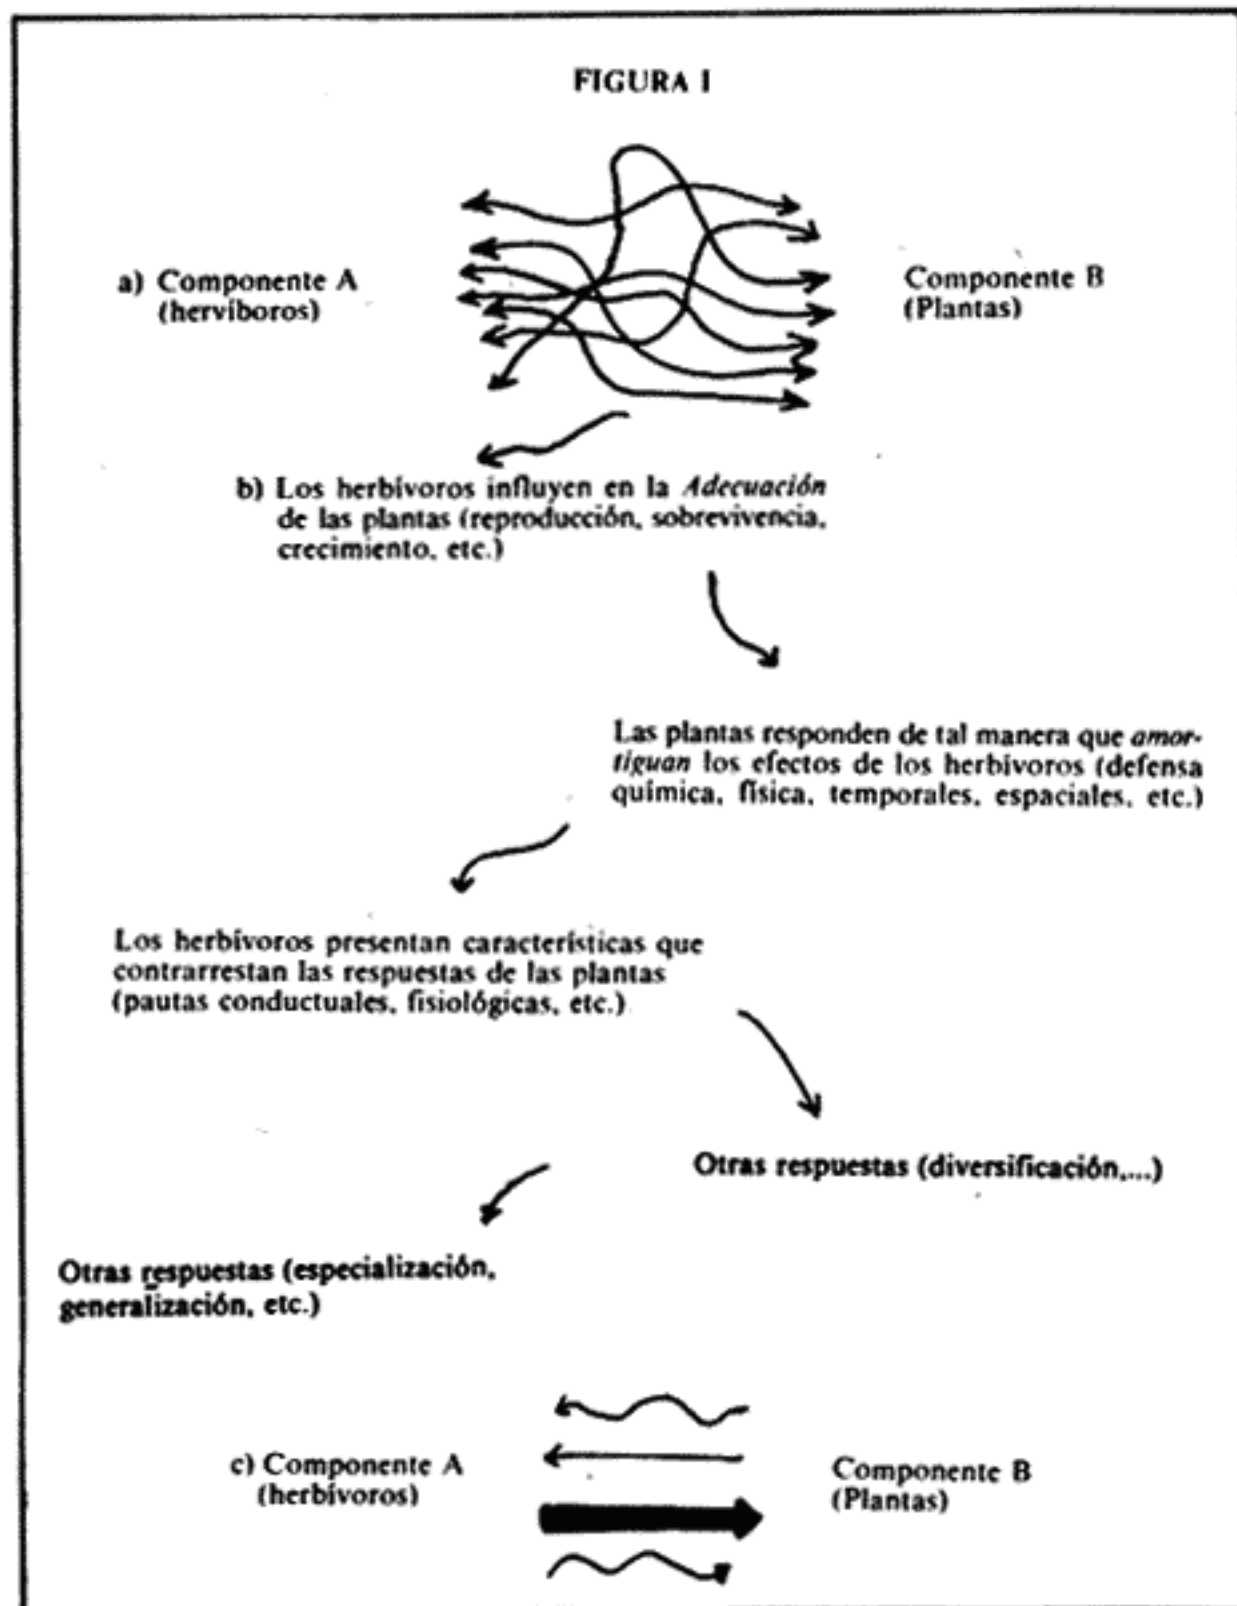 FIGURA I
a) Componente A
(hervíboros)
Componente B
(Plantas)
b) Los herbívoros influyen en la Adecuación
de las plantas (reproducción, sobrevivencia,
crecimiento, etc.)
Las plantas responden de tal manera que amor-
tiguan los efectos de los herbívoros (defensa
química, física, temporales, espaciales, etc.)
Los herbívoros presentan características que
contrarrestan las respuestas de las plantas
(pautas conductuales, fisiológicas, etc.)
Otras respuestas (diversificación,...)
Otras respuestas (especialización,
generalización, etc.)
c) Componente A
(herbívoros)
Componente B
(Plantas)